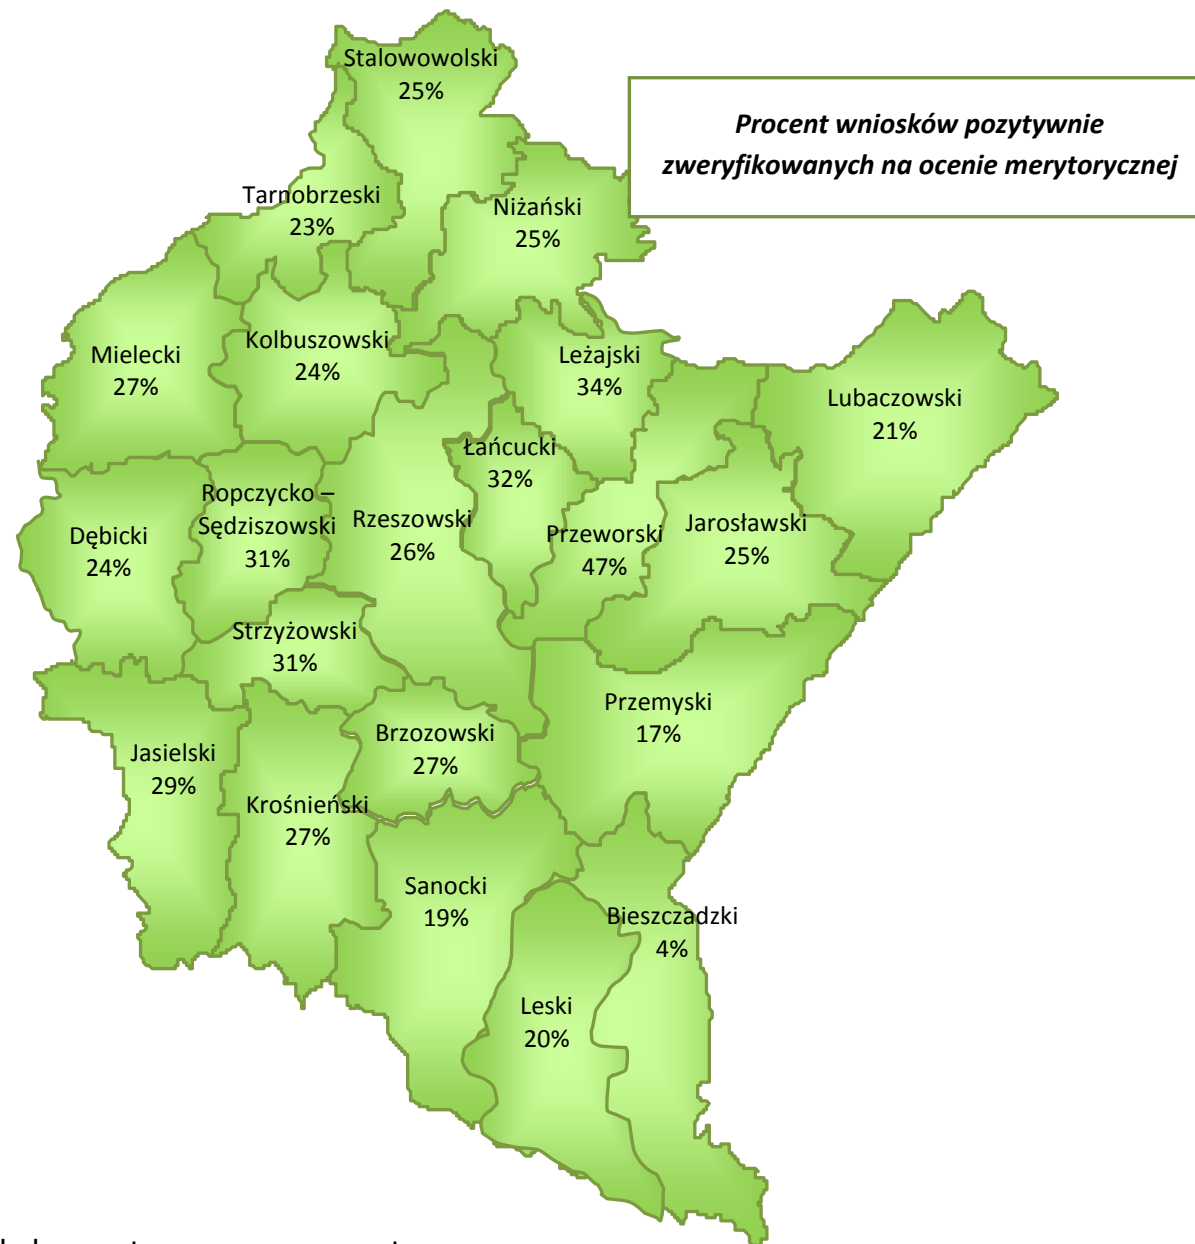 Stalowowolski
25%
Procent wniosków pozytywnie
zweryfikowanych na ocenie merytorycznej
Tarnobrzeski
23%
Niżański
25%
Mielecki
27%
Kolbuszowski
24%
Leżajski
34%
Lubaczowski
21%
Łańcucki
32%
Ropczycko –
Sędziszowski
31%
Dębicki
24%
Rzeszowski
26%
Przeworski
47%
Jarosławski
25%
Strzyżowski
31%
Przemyski
17%
Brzozowski
27%
Jasielski
29%
Krośnieński
27%
Sanocki
19%
Bieszczadzki
4%
Leski
20%